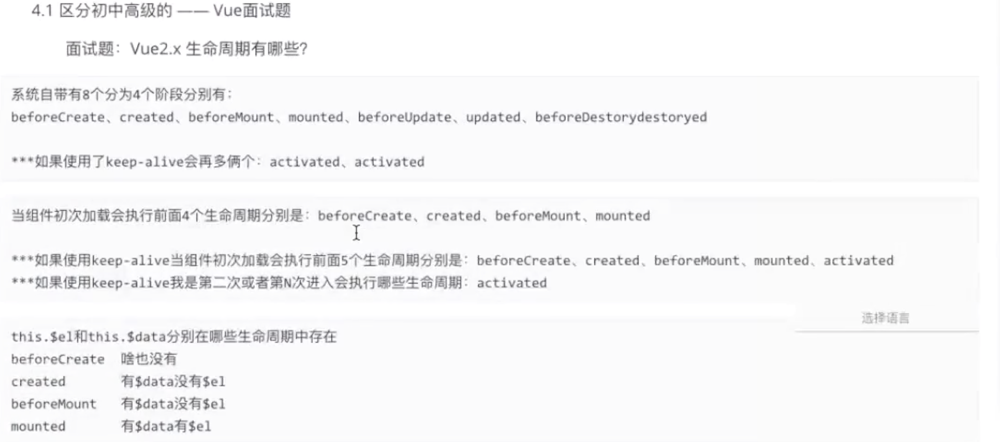 4.1 区分初中高级的 —— Vue面试题
面试题：Vue2.x 生命周期有哪些?
系统自带有8个分为4个阶段分别有：
beforeCreate、created、beforeMount、mounted、beforeUpdate、updated、beforeDestorydestoryed
***如果使用了keep-alive会再多俩个：activated、activated
当组件初次加载会执行前面4个生命周期分别是：beforeCreate、created、beforeMount、mounted
***如果使用keep-alive当组件初次加载会执行前面5个生命周期分别是：beforeCreate、created、beforeMount、mounted、activated
***如果使用keep-alive我是第二次或者第N次进入会执行哪些生命周期：activated
选择语言
this.$el和this.$data分别在哪些生命周期中存在
beforeCreate 啥也没有
created 有$data没有$el
beforeMount 有$data没有$el
mounted 有$data有$el